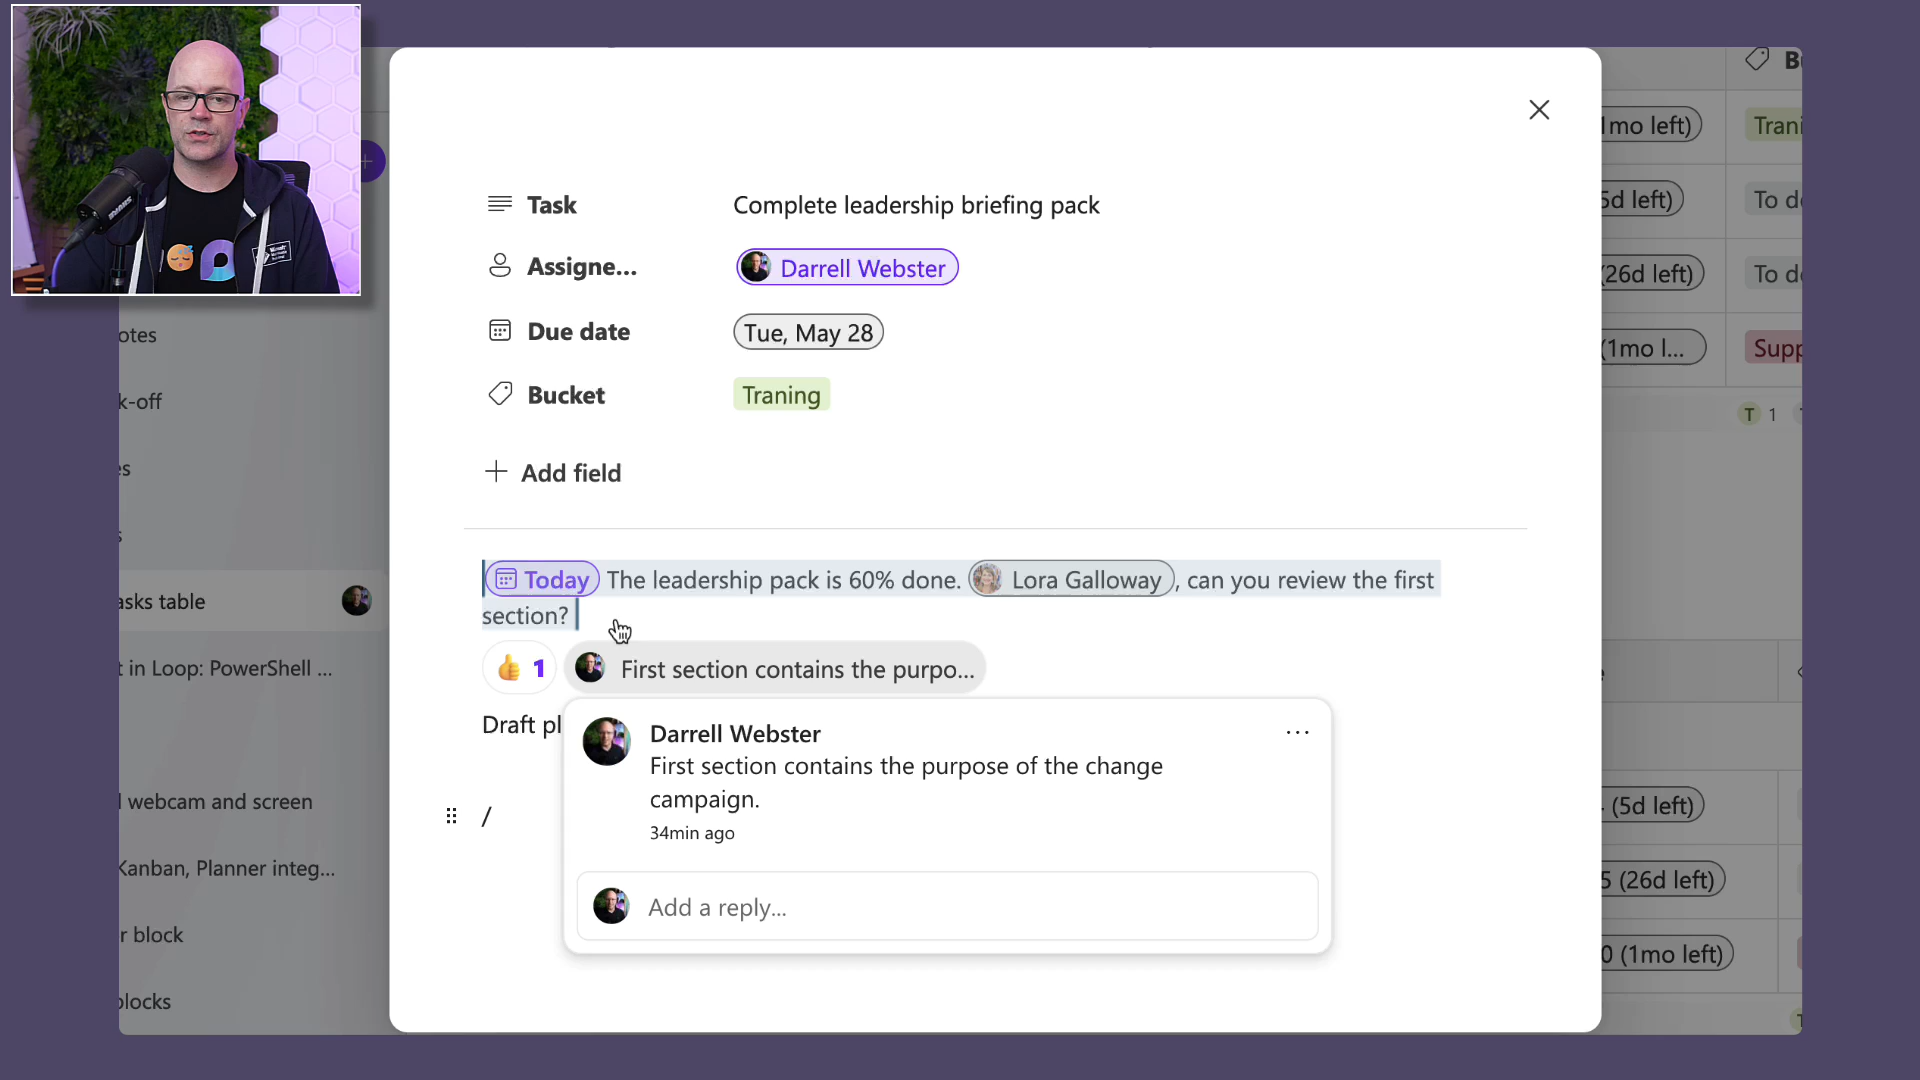 Task
Complete leadership briefing pack
Assigne...
Darrell Webster
Due date
Tue, May 28
Bucket
Traning
Add field
Today The leadership pack is 60% done. Lora Galloway, can you review the first
section?
👍 1
First section contains the purpo...
Draft pl
Darrell Webster
First section contains the purpose of the change
campaign.
34min ago
/
Add a reply...
otes
k-off
es
s
asks table
t in Loop: PowerShell ...
webcam and screen
Kanban, Planner integ...
r block
blocks
B
1mo left)
Trani
5d left)
To d
(26d left)
To d
(1mo l...
Supp
T 1
(5d left)
5 (26d left)
0 (1mo left)